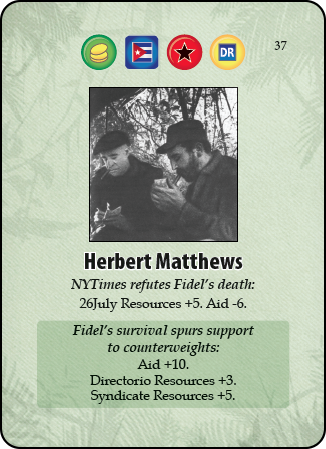 DR
37
Herbert Matthews
NYTimes refutes Fidel's death:
26July Resources +5. Aid -6.
Fidel's survival spurs support
to counterweights:
Aid +10.
Directorio Resources +3.
Syndicate Resources +5.